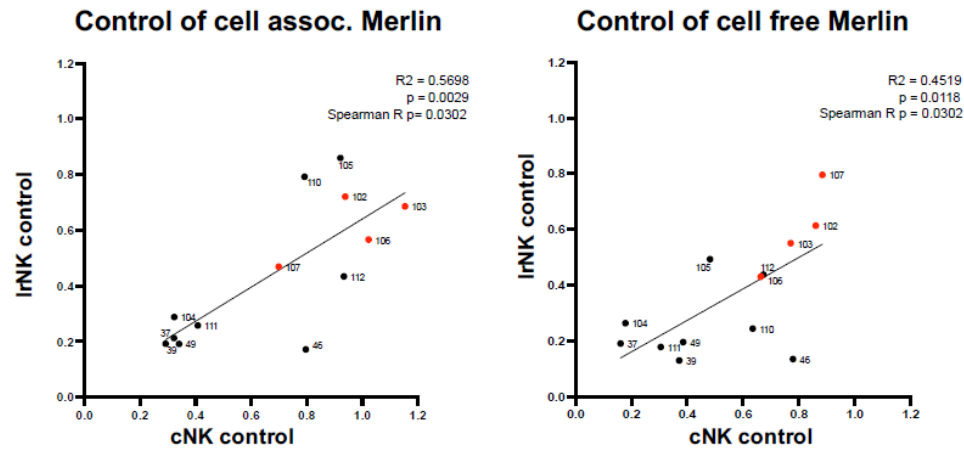 Control of cell assoc. Merlin
R2 = 0.5698
p = 0.0029
Spearman R p= 0.0302
IrNK control
1.2
1.0
0.8
0.6
0.4
0.2
0.0
105
110
102
103
106
107
112
104
111
37
39
49
46
0.0 0.2 0.4 0.6 0.8 1.0 1.2
cNK control
Control of cell free Merlin
R2 = 0.4519
p = 0.0118
Spearman R p= 0.0302
IrNK control
1.2
1.0
0.8
0.6
0.4
0.2
0.0
107
102
103
105
112
106
104
110
37
111
49
39
46
0.0 0.2 0.4 0.6 0.8 1.0 1.2
cNK control